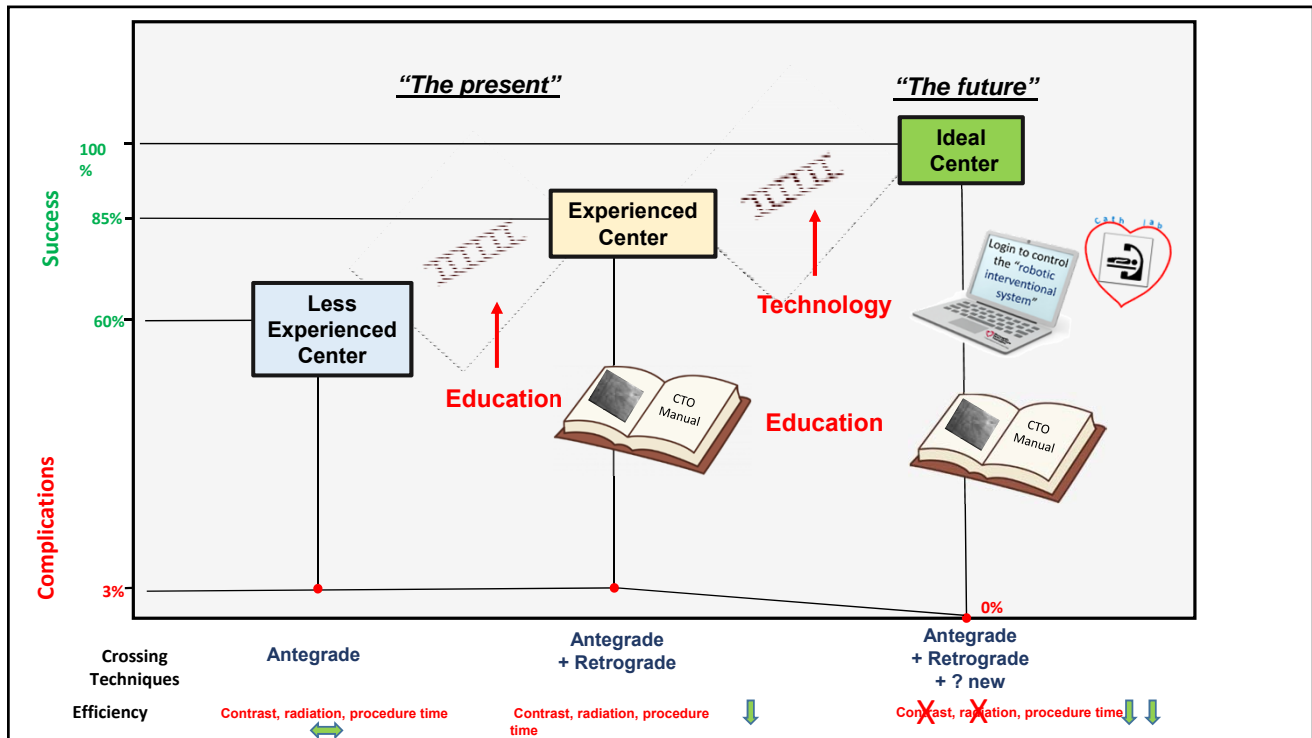 “The present”
“The future”
100
%
Ideal
Center
Success
85%
Experienced
Center
Cath lab
Login to control
the “robotic
interventional
system”
Less
Experienced
Center
60%
Technology
Education
CTO
Manual
Education
CTO
Manual
Complications
3%
0%
Crossing
Techniques
Antegrade
Antegrade
+ Retrograde
Antegrade
+ Retrograde
+ ? new
Efficiency
Contrast, radiation, procedure time
Contrast, radiation, procedure
time
Contrast, radiation, procedure time